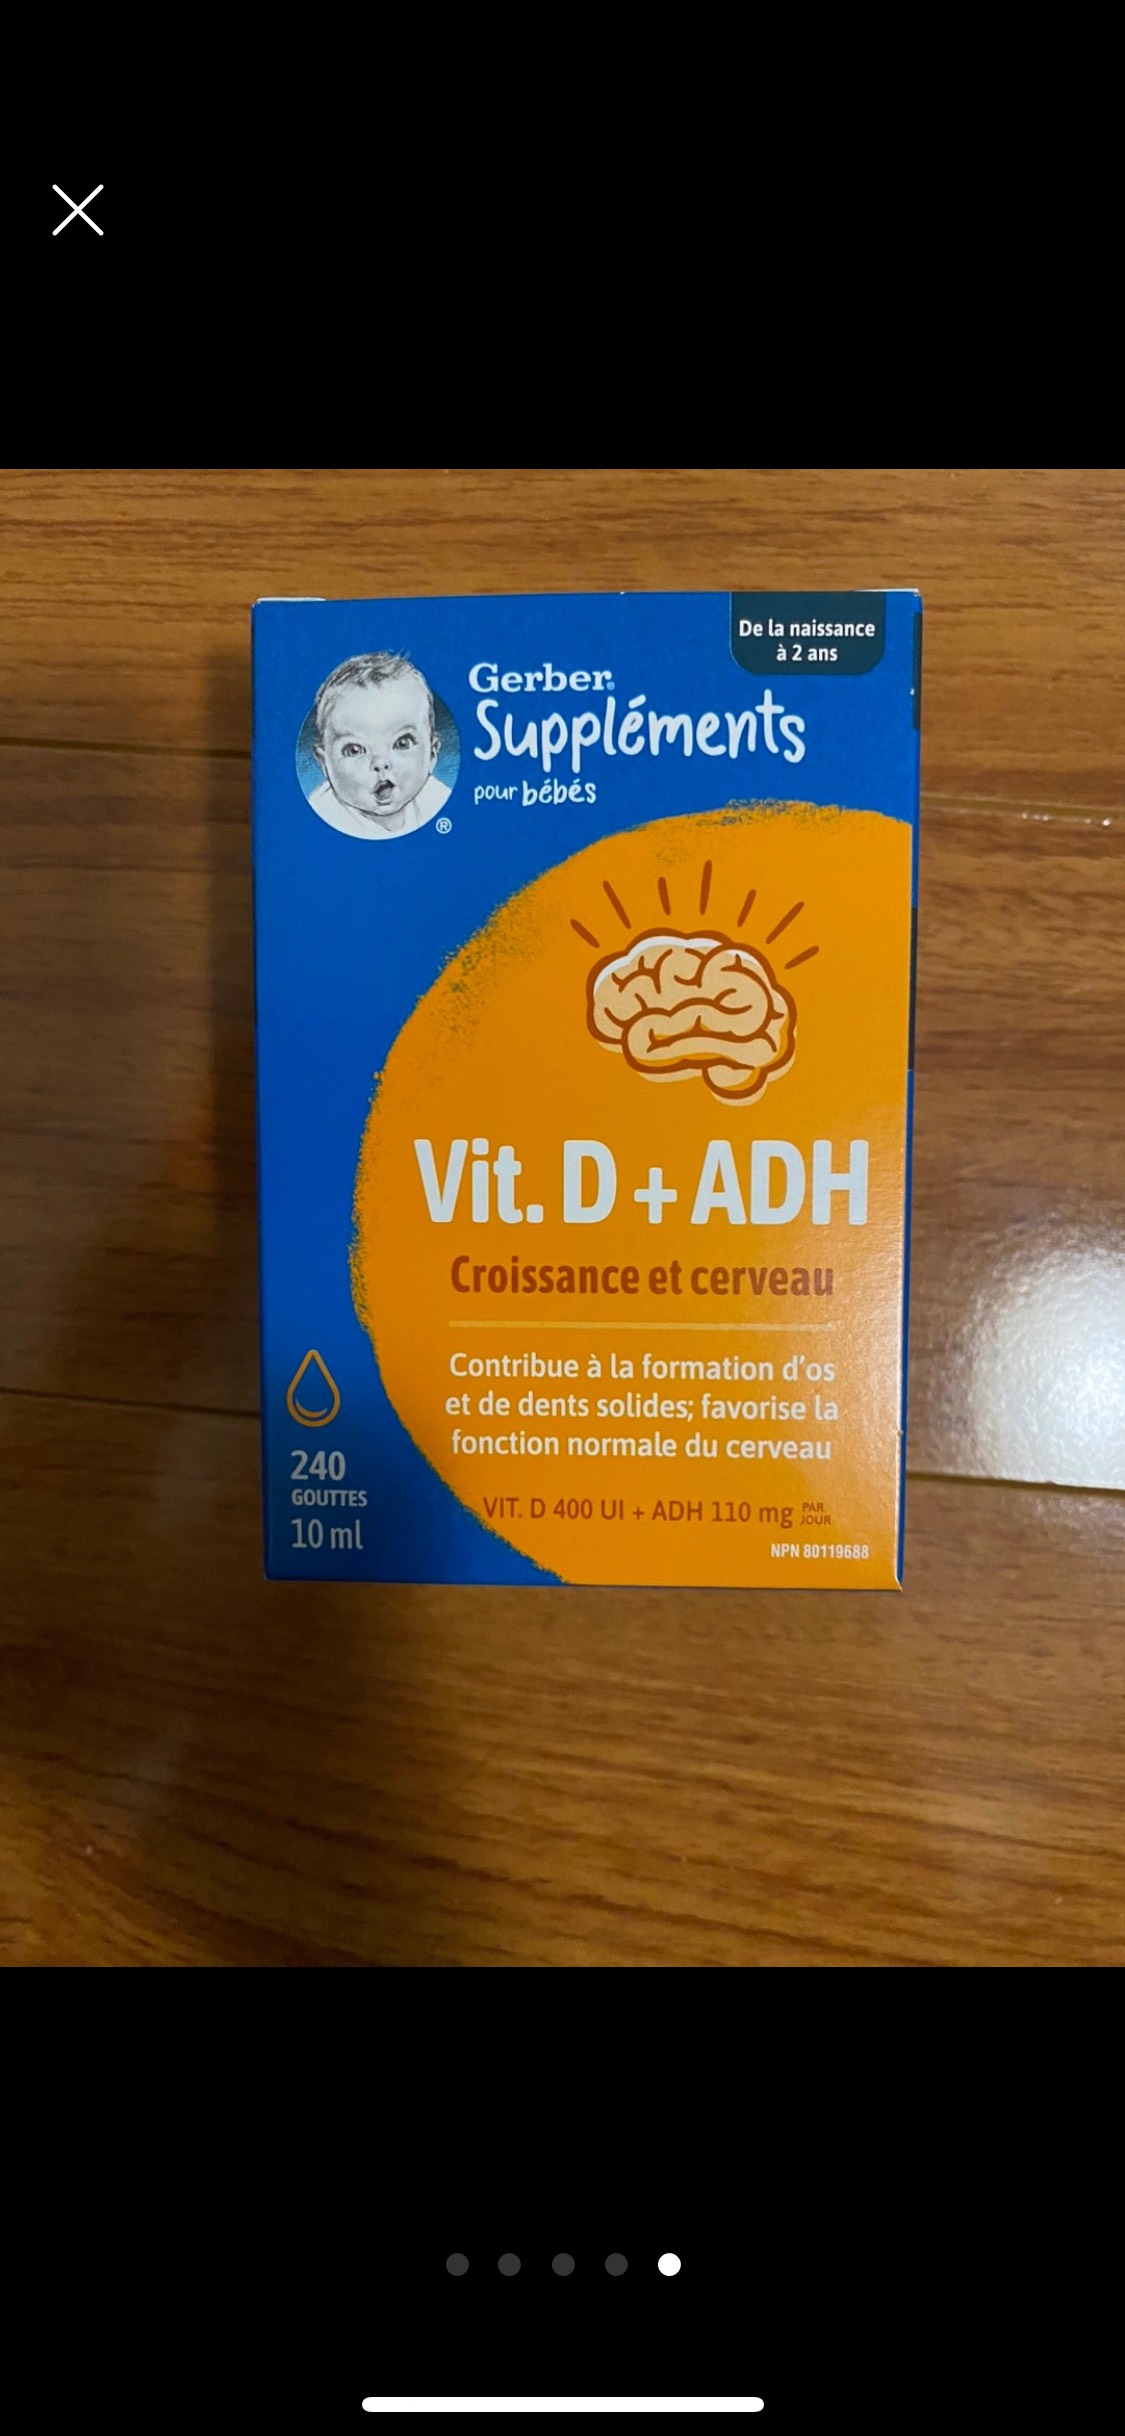 De la naissance
à 2 ans
Gerber®
Suppléments
pour bébés
®
Vit. D + ADH
Croissance et cerveau
Contribue à la formation d’os
et de dents solides; favorise la
fonction normale du cerveau
240
GOUTTES
10 ml
VIT. D 400 UI + ADH 110 mg PAR
JOUR
NPN 80119688